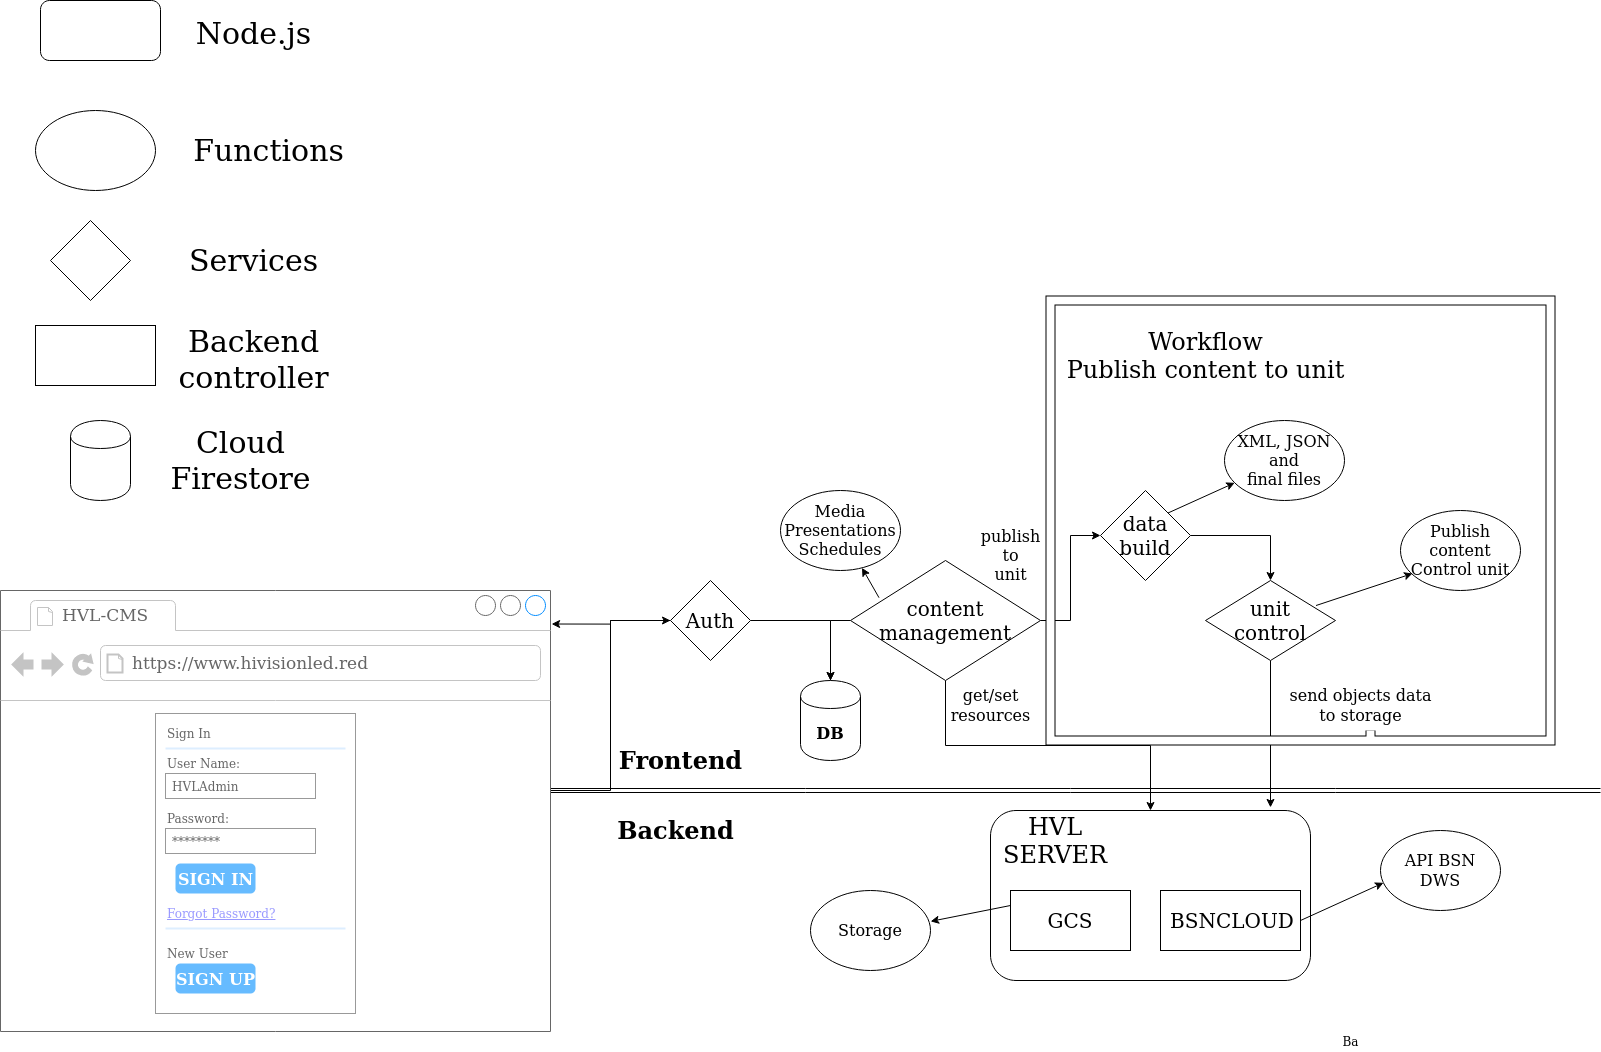 Node.js
Functions
Services
Backend
controller
Cloud
Firestore
Workflow
Publish content to unit
XML, JSON
and
final files
data
build
Publish
content
Control unit
unit
control
send objects data
to storage
Media
Presentations
Schedules
publish
to
unit
content
management
Auth
get/set
resources
DB
Frontend
Backend
HVL-CMS
https://www.hivisionled.red
Sign In
User Name:
HVLAdmin
Password:
********
SIGN IN
Forgot Password?
New User
SIGN UP
HVL
SERVER
GCS
BSNCLOUD
Storage
API BSN
DWS
Ba